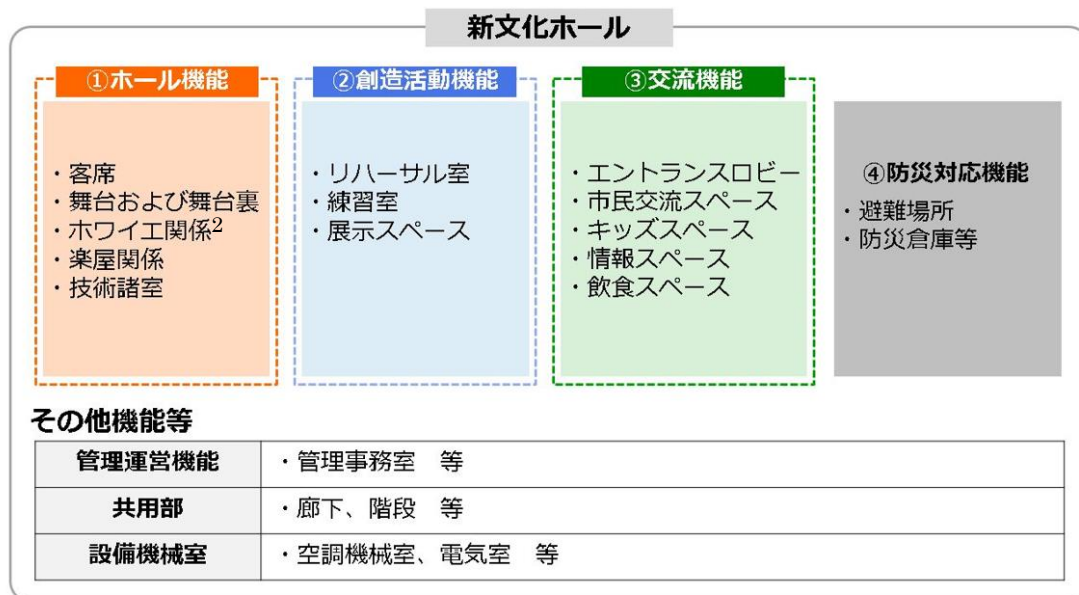 新文化ホール
①ホール機能
・客席
・舞台および舞台裏
・ホワイエ関係2
・楽屋関係
・技術諸室
②創造活動機能
・リハーサル室
・練習室
・展示スペース
③交流機能
・エントランスロビー
・市民交流スペース
・キッズスペース
・情報スペース
・飲食スペース
④防災対応機能
・避難場所
・防災倉庫等
その他機能等
管理運営機能 ・管理事務室　等
共用部 ・廊下、階段　等
設備機械室 ・空調機械室、電気室　等